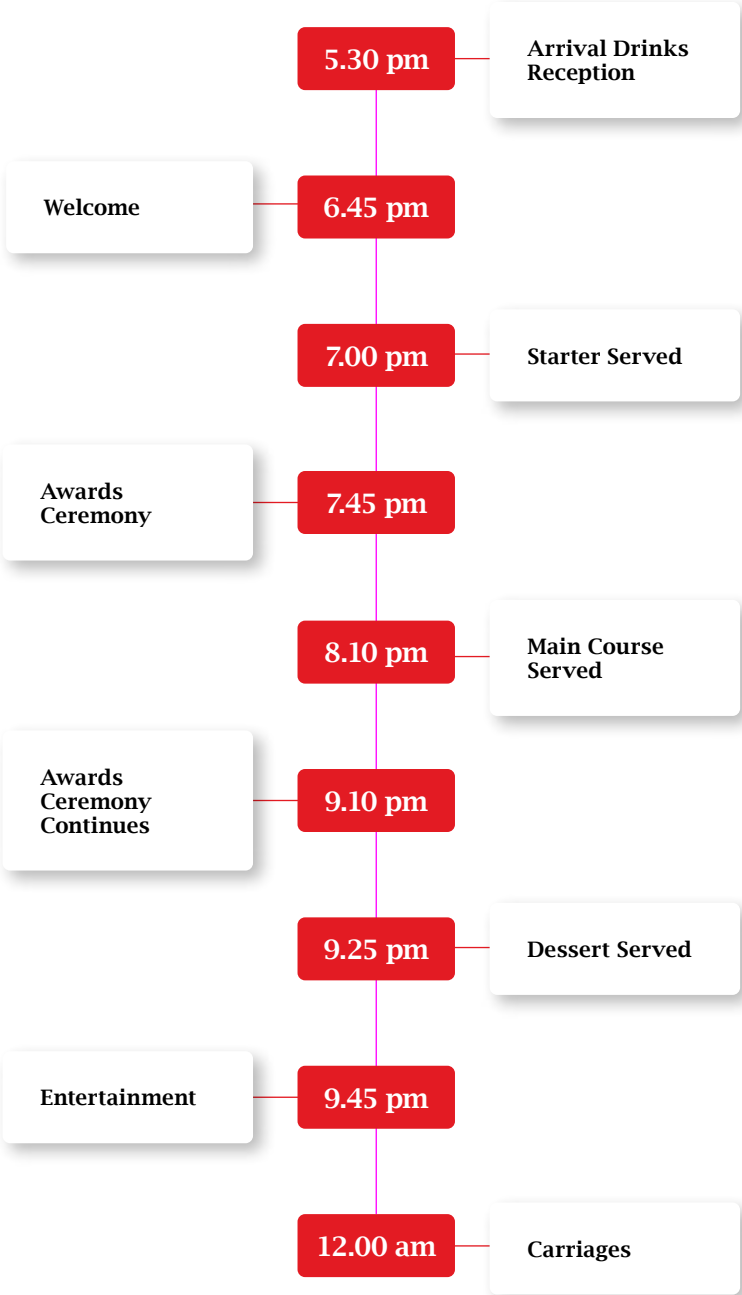 5.30 pm
Arrival Drinks
Reception
6.45 pm
Welcome
7.00 pm
Starter Served
7.45 pm
Awards
Ceremony
8.10 pm
Main Course
Served
9.10 pm
Awards
Ceremony
Continues
9.25 pm
Dessert Served
9.45 pm
Entertainment
12.00 am
Carriages